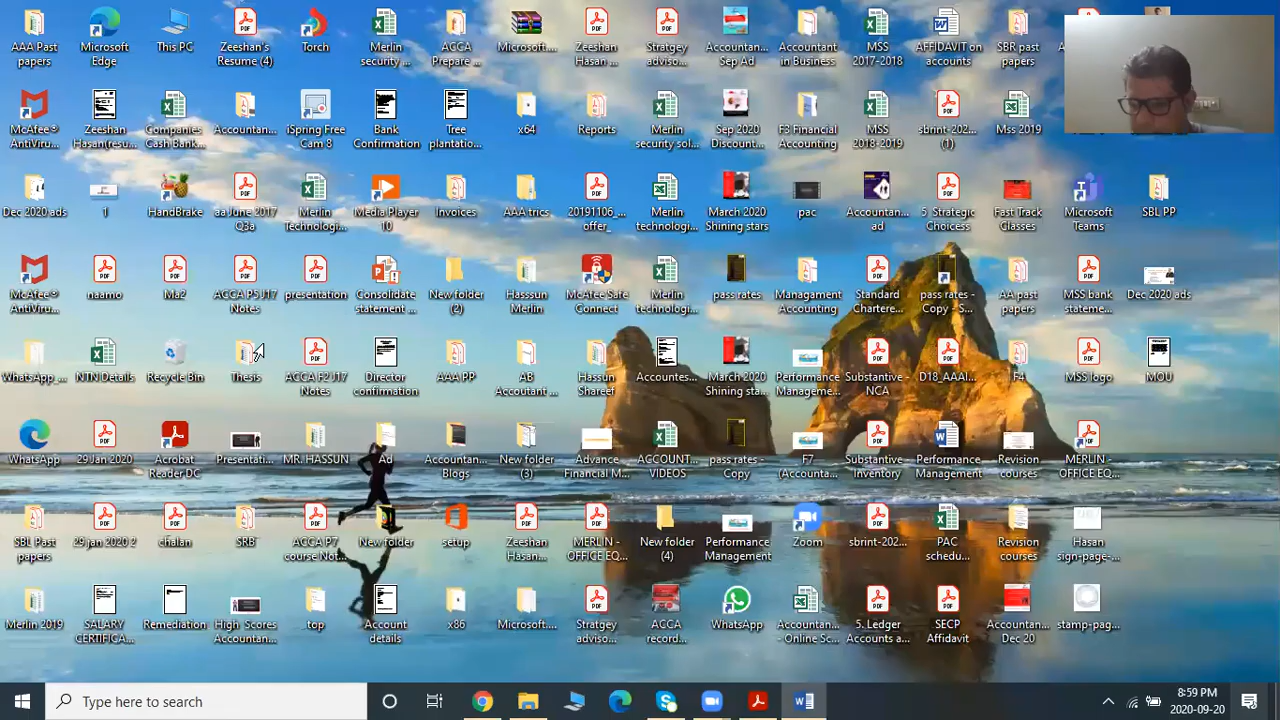 AAA Past papers
Microsoft Edge
This PC
Zeeshan's Resume (4)
Torch
Merlin security ...
ACCA Prepare ...
Microsoft....
Zeeshan Hasan ...
Stratgey adviso...
Accountan... Sep Ad
Accountant in Business
MSS 2017-2018
AFFIDAVIT on accounts
SBR past papers
McAfee® AntiViru...
Zeeshan Hasan(resu...
Companies Cash Bank...
Accountan...
iSpring Free Cam 8
Bank Confirmation
Tree plantatio...
x64
Reports
Merlin security sol...
Sep 2020 Discount...
F3 Financial Accounting
MSS 2018-2019
sbrint-202... (1)
Mss 2019
Dec 2020 ads
1
HandBrake
aa June 2017 Q3a
Merlin Technologi...
Media Player 10
Invoices
AAA trics
20191106_... offer_
Merlin technologi...
March 2020 Shining stars
pac
Accountan... ad
5_Strategic Choicess
Fast Track Classes
Microsoft Teams
SBL PP
McAfee® AntiViru...
naamo
Ma2
ACCA P5J17 Notes
presentation
Consolidate statement ...
New folder (2)
Hasssun Merlin
McAfee Safe Connect
Merlin technologi...
pass rates
Managament Accounting
Standard Chartere...
pass rates - Copy - S...
AA past papers
MSS bank stateme...
Dec 2020 ads
WhatsApp_...
NTN Details
Recycle Bin
Thesis
ACCA F2J17 Notes
Director confirmation
AAA PP
AB Accoutant ...
Hassun Shareef
Accountes...
March 2020 Shining sta...
Performance Manageme...
Substantive - NCA
D18_AAAI...
F4
MSS logo
MOU
WhatsApp
29 Jan 2020
Acrobat Reader DC
Presentati...
MR. HASSUN
Ad
Accountan... Blogs
New folder (3)
Advance Financial M...
ACCOUNT... VIDEOS
pass rates - Copy
F7 (Accounta...
Substantive - Inventory
Performance Management
Revision courses
MERLIN - OFFICE EQ...
SBL Past papers
29 jan 2020 2
chalan
SRB
ACCA P7 course Not...
New folder
setup
Zeeshan Hasan...
MERLIN - OFFICE EQ...
New folder (4)
Performance Management
Zoom
sbrint-202...
PAC schedu...
Revision courses
Hasan sign-page-...
Merlin 2019
SALARY CERTIFICA...
Remediation
High_Scores Accountan...
top
Account details
x86
Microsoft....
Stratgey adviso...
ACCA record...
WhatsApp
Accountan... - Online Sc...
5. Ledger Accounts a...
SECP Affidavit
Accountan... Dec 20
stamp-pag...
Type here to search
8:59 PM
2020-09-20